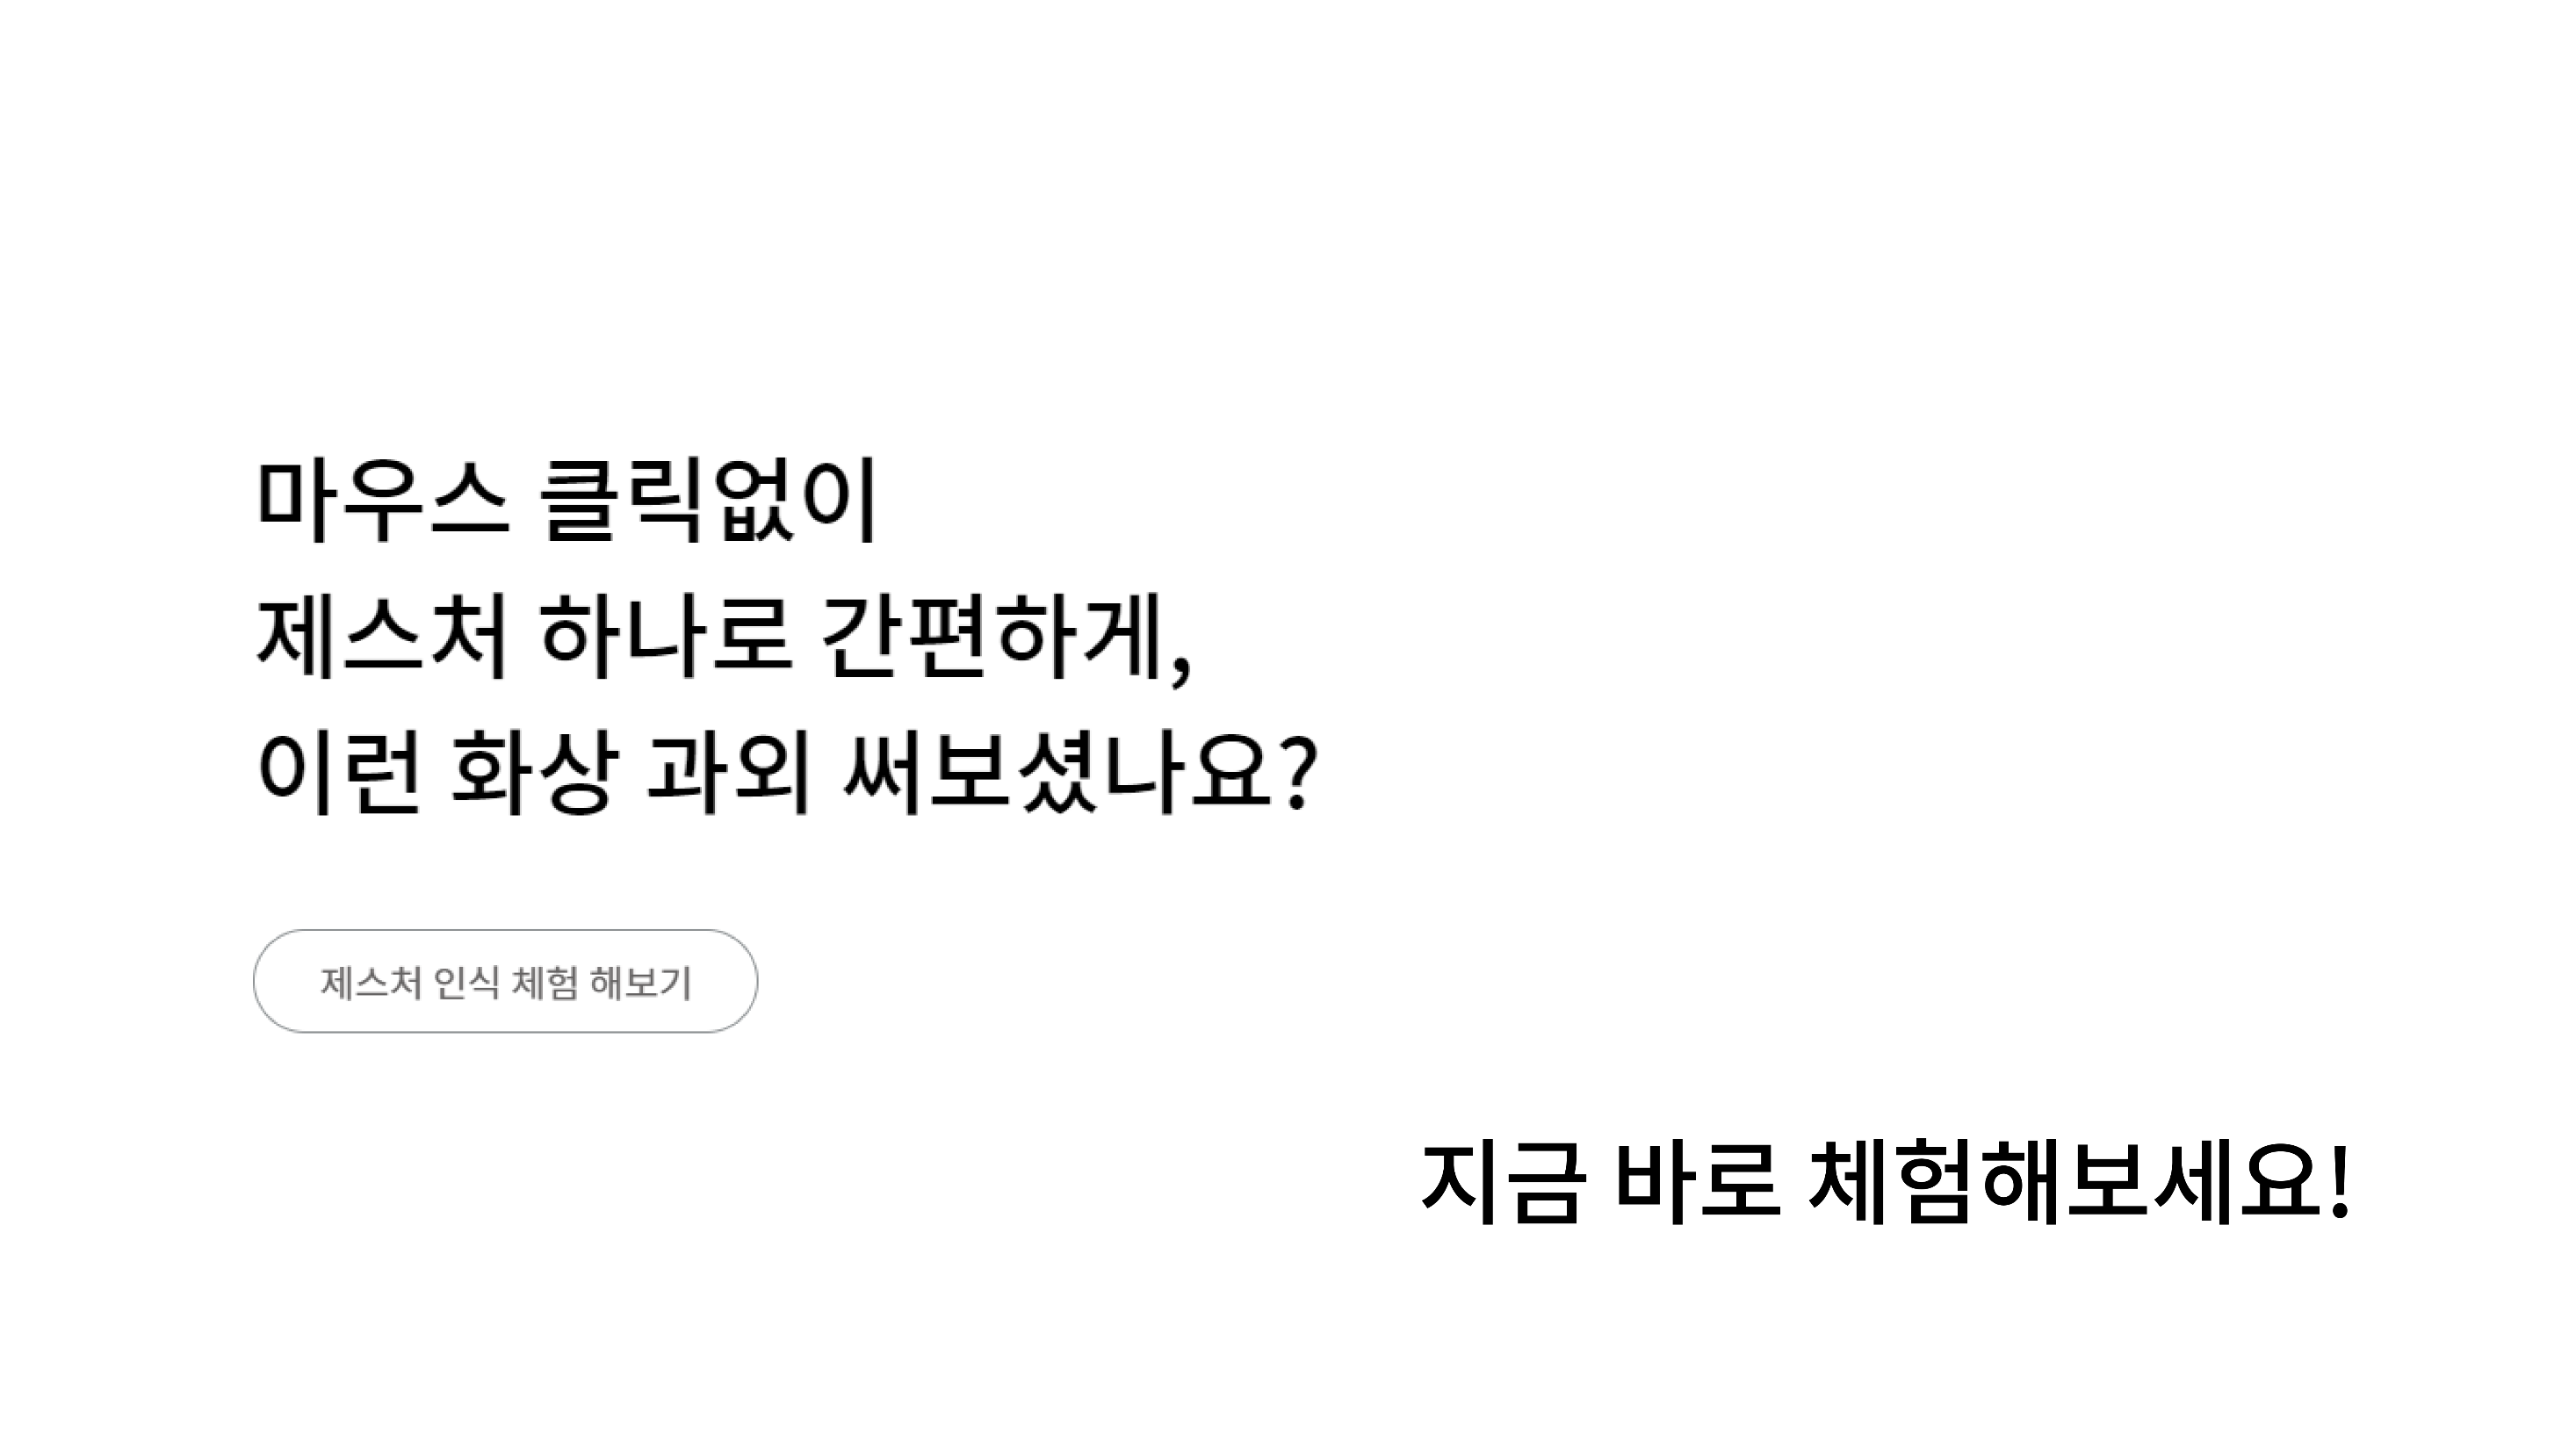 마우스 클릭없이
제스처 하나로 간편하게,
이런 화상 과외 써보셨나요?
제스처 인식 체험 해보기
지금 바로 체험해보세요!